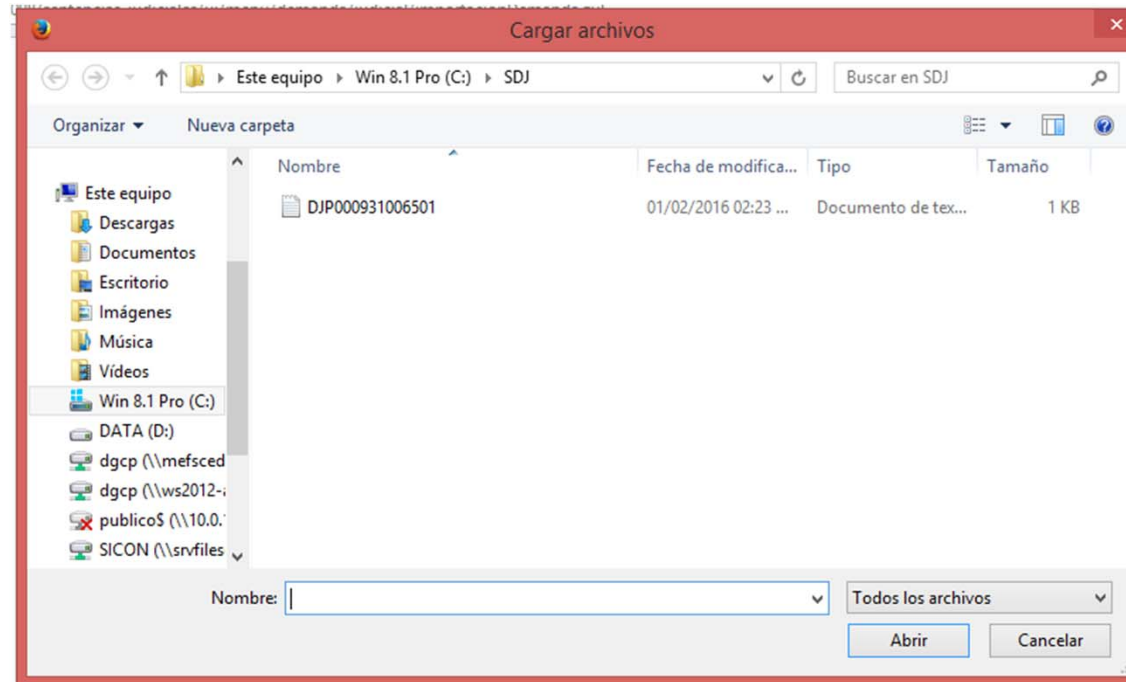 Cargar archivos
Este equipo Win 8.1 Pro (C:) SDJ Buscar en SDJ
Organizar Nueva carpeta
Nombre Fecha de modifica... Tipo Tamaño
DJP000931006501 01/02/2016 02:23 ... Documento de tex... 1 KB
Este equipo
Descargas
Documentos
Escritorio
Imágenes
Música
Vídeos
Win 8.1 Pro (C:)
DATA (D:)
dgcp (\\mefsced
dgcp (\\ws2012-
publico$ (\\10.0.
SICON (\\srvfiles
Nombre: Todos los archivos
Abrir Cancelar